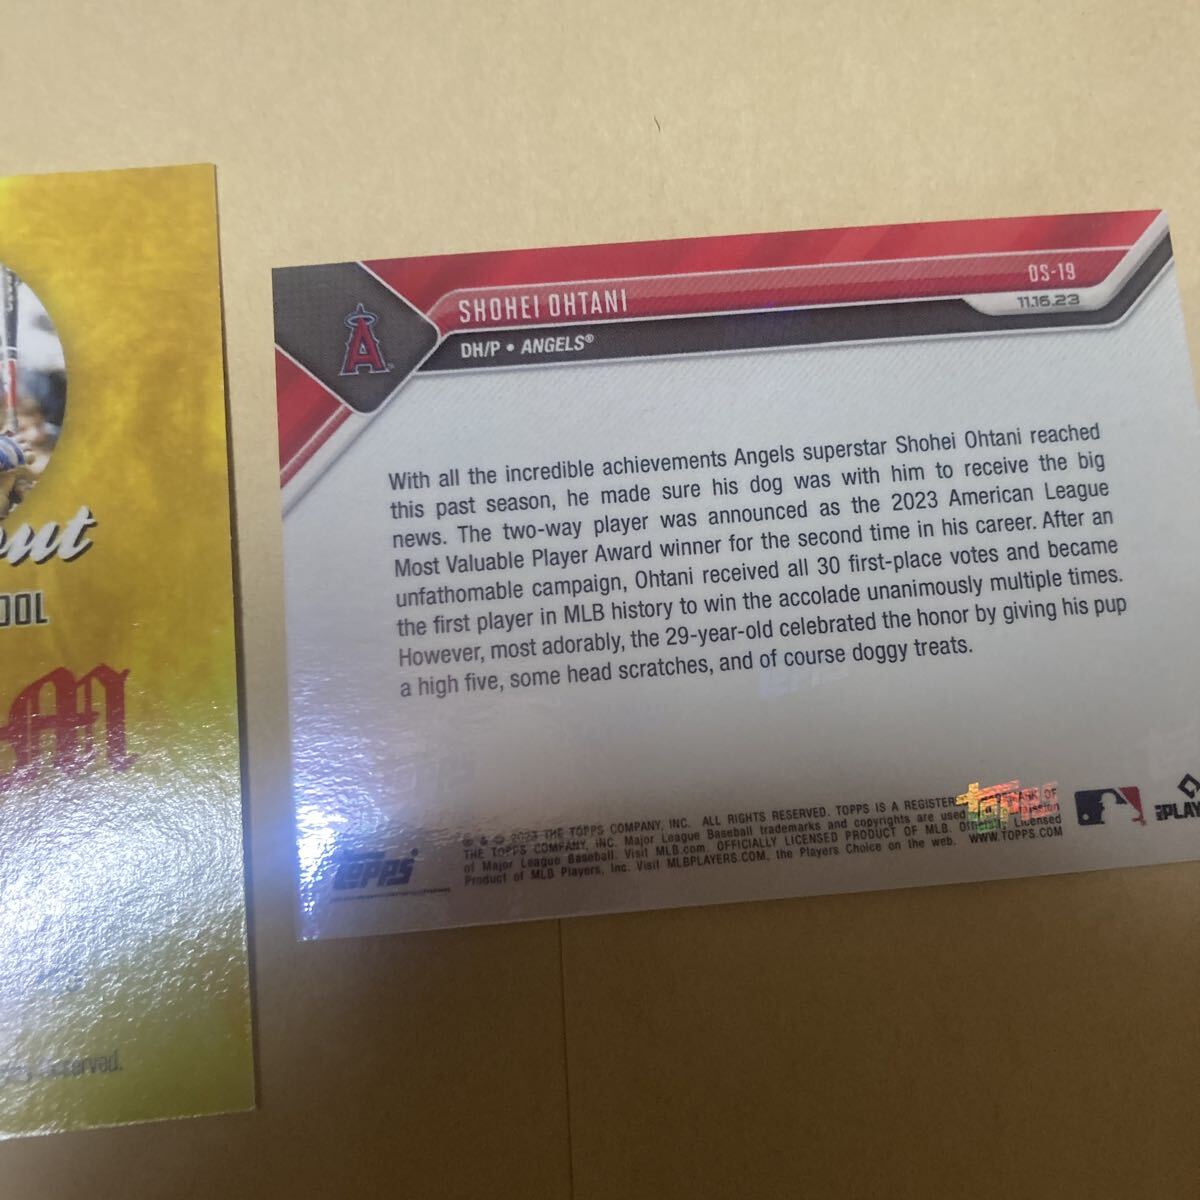 out
OOL
M
served.
A
SHOHEI OHTANI
OS-19
11.16.23
DH/P • ANGELS®
With all the incredible achievements Angels superstar Shohei Ohtani reached
this past season, he made sure his dog was with him to receive the big
news. The two-way player was announced as the 2023 American League
Most Valuable Player Award winner for the second time in his career. After an
unfathomable campaign, Ohtani received all 30 first-place votes and became
the first player in MLB history to win the accolade unanimously multiple times.
However, most adorably, the 29-year-old celebrated the honor by giving his pup
a high five, some head scratches, and of course doggy treats.
topps
® & © 2023 THE TOPPS COMPANY, INC. ALL RIGHTS RESERVED. TOPPS IS A REGISTERED TRADEMARK OF
THE TOPPS COMPANY, INC. Major League Baseball trademarks and copyrights are used
of Major League Baseball. Visit MLB.com. OFFICIALLY LICENSED PRODUCT OF MLB. Officially Licensed
Product of MLB Players, Inc. Visit MLBPLAYERS.COM, the Players Choice on the web. WWW.TOPPS.COM
topps
PLAY